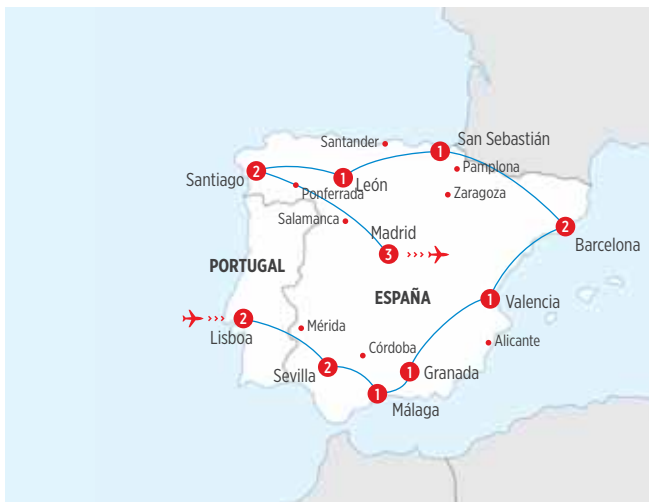 Santander
San Sebastián
1
Pamplona
2
Santiago
1
León
Ponferrada
Zaragoza
Salamanca
Madrid
3
2
Barcelona
PORTUGAL
ESPAÑA
1
Valencia
2
Lisboa
Mérida
Alicante
Córdoba
Sevilla
2
1
Granada
1
Málaga